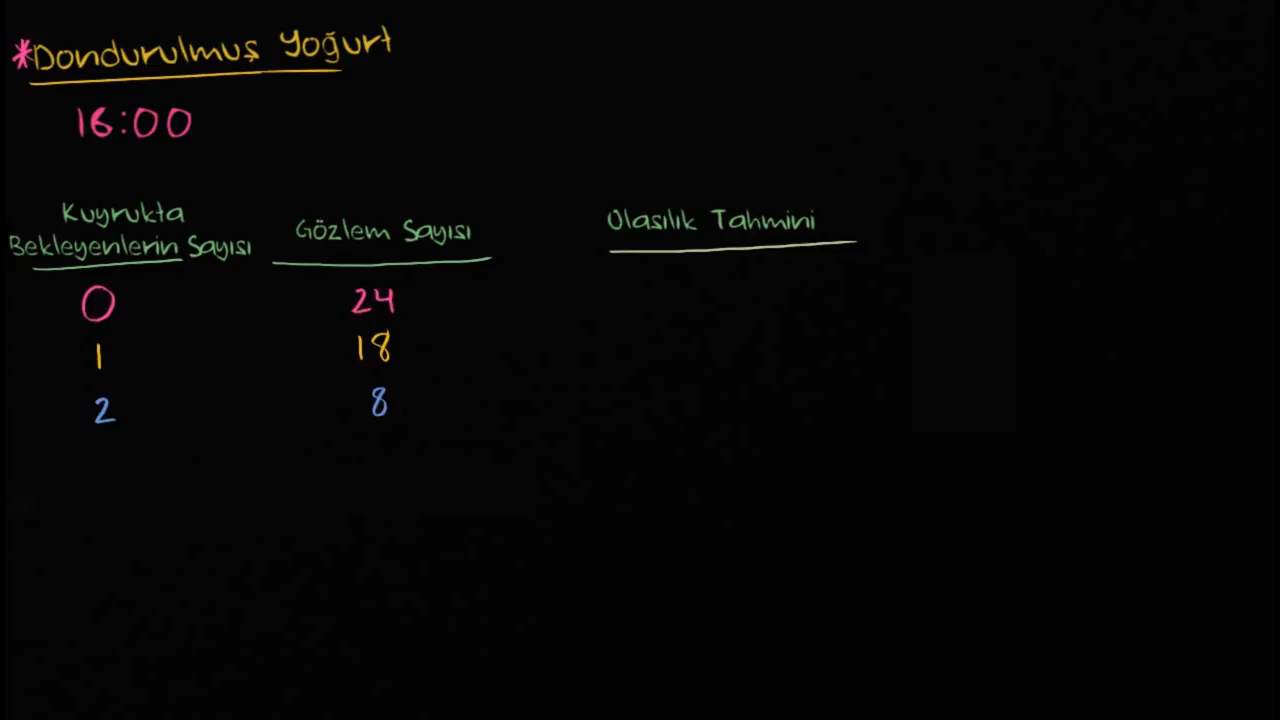 *Dondurulmuş Yoğurt
16:00
Kuyrukta
Bekleyenlerin Sayısı
Gözlem Sayısı
Olasılık Tahmini
0 24
1 18
2 8